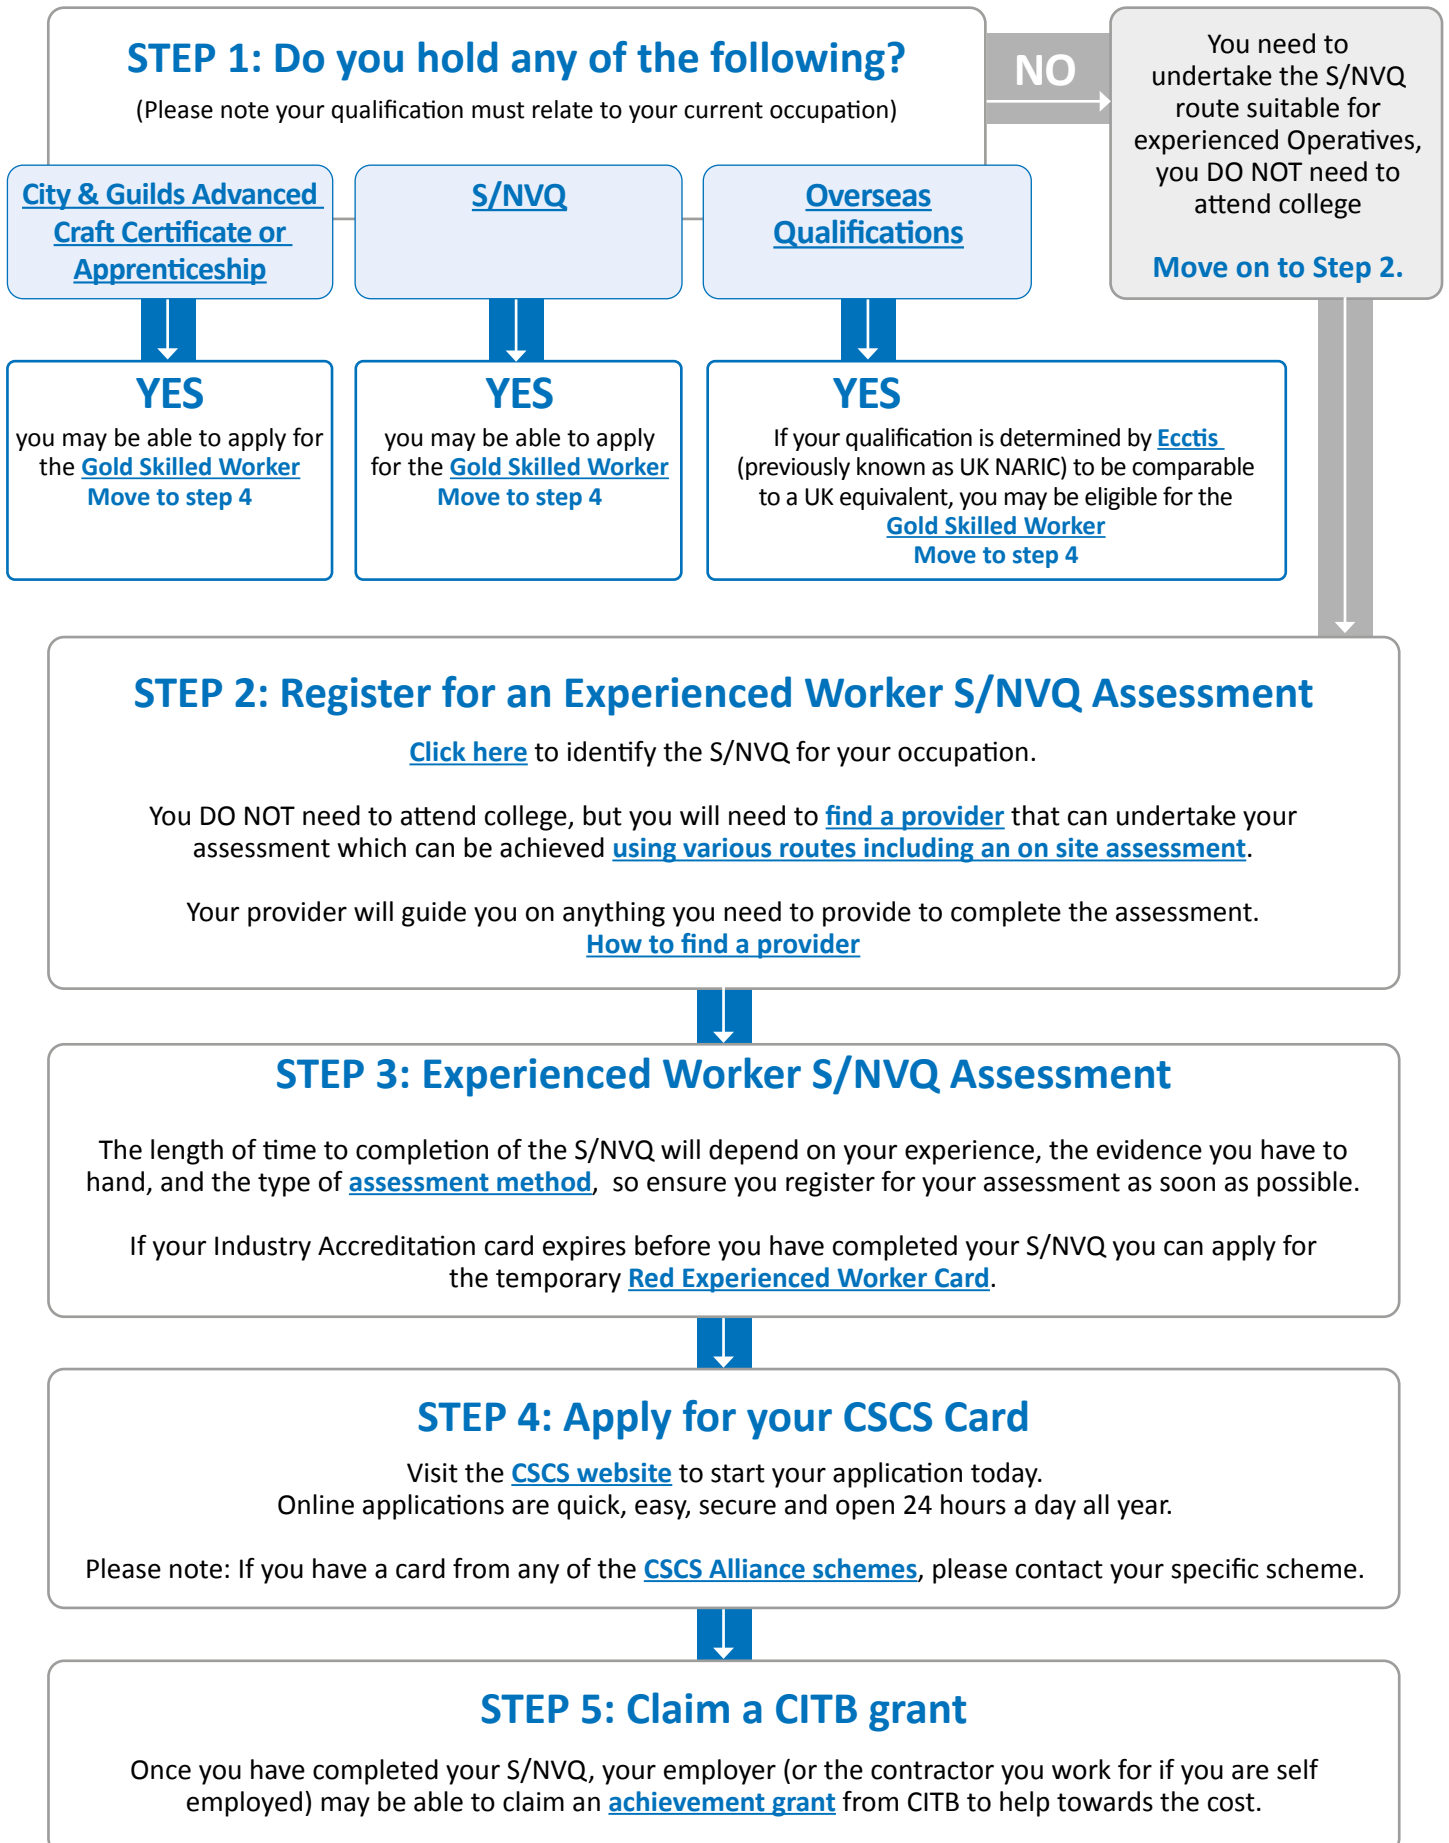 STEP 1: Do you hold any of the following?
(Please note your qualification must relate to your current occupation)
NO
You need to
undertake the S/NVQ
route suitable for
experienced Operatives,
you DO NOT need to
attend college
Move on to Step 2.
City & Guilds Advanced
Craft Certificate or
Apprenticeship
S/NVQ
Overseas
Qualifications
YES
you may be able to apply for
the Gold Skilled Worker
Move to step 4
YES
you may be able to apply
for the Gold Skilled Worker
Move to step 4
YES
If your qualification is determined by Ecctis
(previously known as UK NARIC) to be comparable
to a UK equivalent, you may be eligible for the
Gold Skilled Worker
Move to step 4
STEP 2: Register for an Experienced Worker S/NVQ Assessment
Click here to identify the S/NVQ for your occupation.
You DO NOT need to attend college, but you will need to find a provider that can undertake your
assessment which can be achieved using various routes including an on site assessment.
Your provider will guide you on anything you need to provide to complete the assessment.
How to find a provider
STEP 3: Experienced Worker S/NVQ Assessment
The length of time to completion of the S/NVQ will depend on your experience, the evidence you have to
hand, and the type of assessment method, so ensure you register for your assessment as soon as possible.
If your Industry Accreditation card expires before you have completed your S/NVQ you can apply for
the temporary Red Experienced Worker Card.
STEP 4: Apply for your CSCS Card
Visit the CSCS website to start your application today.
Online applications are quick, easy, secure and open 24 hours a day all year.
Please note: If you have a card from any of the CSCS Alliance schemes, please contact your specific scheme.
STEP 5: Claim a CITB grant
Once you have completed your S/NVQ, your employer (or the contractor you work for if you are self
employed) may be able to claim an achievement grant from CITB to help towards the cost.